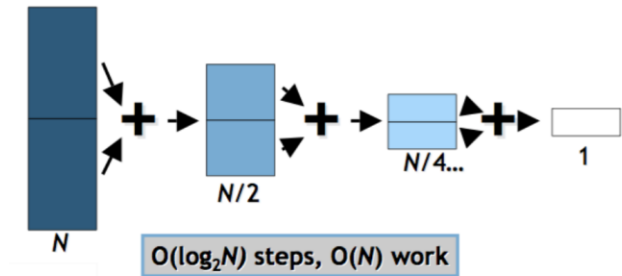 +
+
+
N
N/2
N/4...
1
O(log₂N) steps, O(N) work